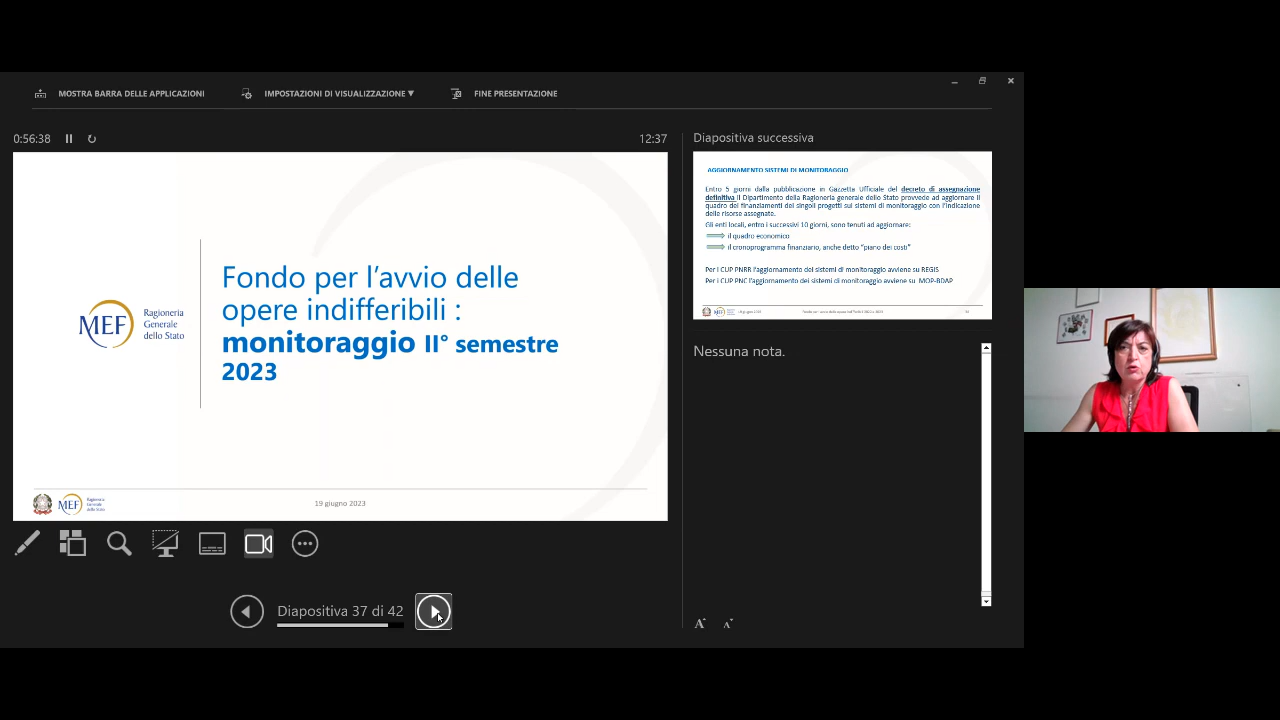 MOSTRA BARRA DELLE APPLICAZIONI
IMPOSTAZIONI DI VISUALIZZAZIONE ▼
FINE PRESENTAZIONE
0:56:38
12:37
Fondo per l'avvio delle
opere indifferibili :
monitoraggio II° semestre
2023
MEF
Ragioneria
Generale
dello Stato
MEF
Ragioneria
Generale
dello Stato
19 giugno 2023
Diapositiva 37 di 42
Diapositiva successiva
AGGIORNAMENTO SISTEMI DI MONITORAGGIO
Entro 5 giorni dalla pubblicazione in Gazzetta Ufficiale del decreto di assegnazione
definitiva il Dipartimento della Ragioneria generale dello Stato provvede ad aggiornare il
quadro dei finanziamenti dei singoli progetti sui sistemi di monitoraggio con l'indicazione
delle risorse assegnate.
Gli enti locali, entro i successivi 10 giorni, sono tenuti ad aggiornare:
il quadro economico
il cronoprogramma finanziario, anche detto "piano dei costi"
Per i CUP PNRR l'aggiornamento dei sistemi di monitoraggio avviene su REGIS
Per i CUP PNC l'aggiornamento dei sistemi di monitoraggio avviene su MOP-BDAP
MEF
Nessuna nota.
A A